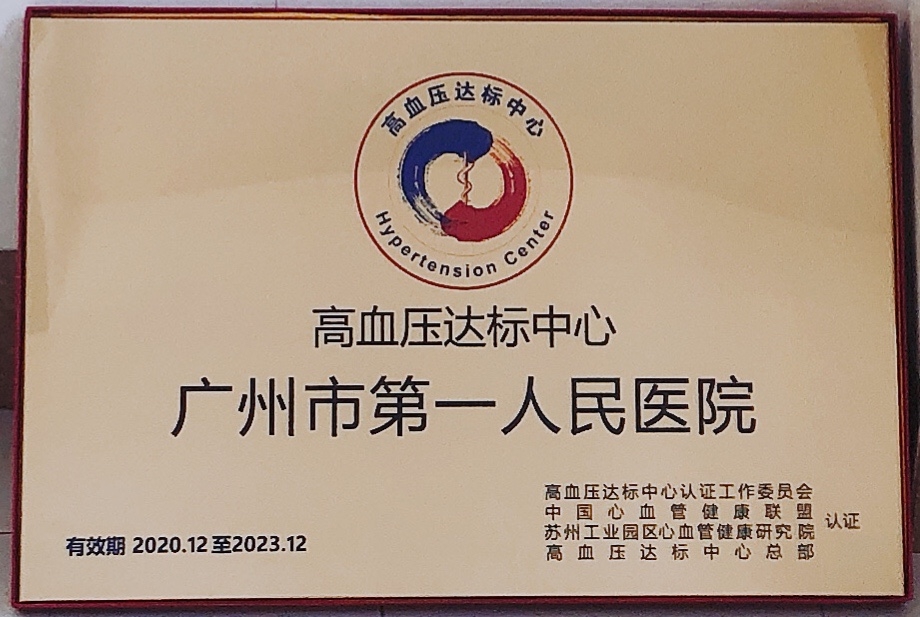 高血压达标中心
Hypertension Center
高血压达标中心
广州市第一人民医院
有效期 2020.12至2023.12
高血压达标中心认证工作委员会
中国心血管健康联盟
苏州工业园区心血管健康研究院
高血压达标中心总部
认证